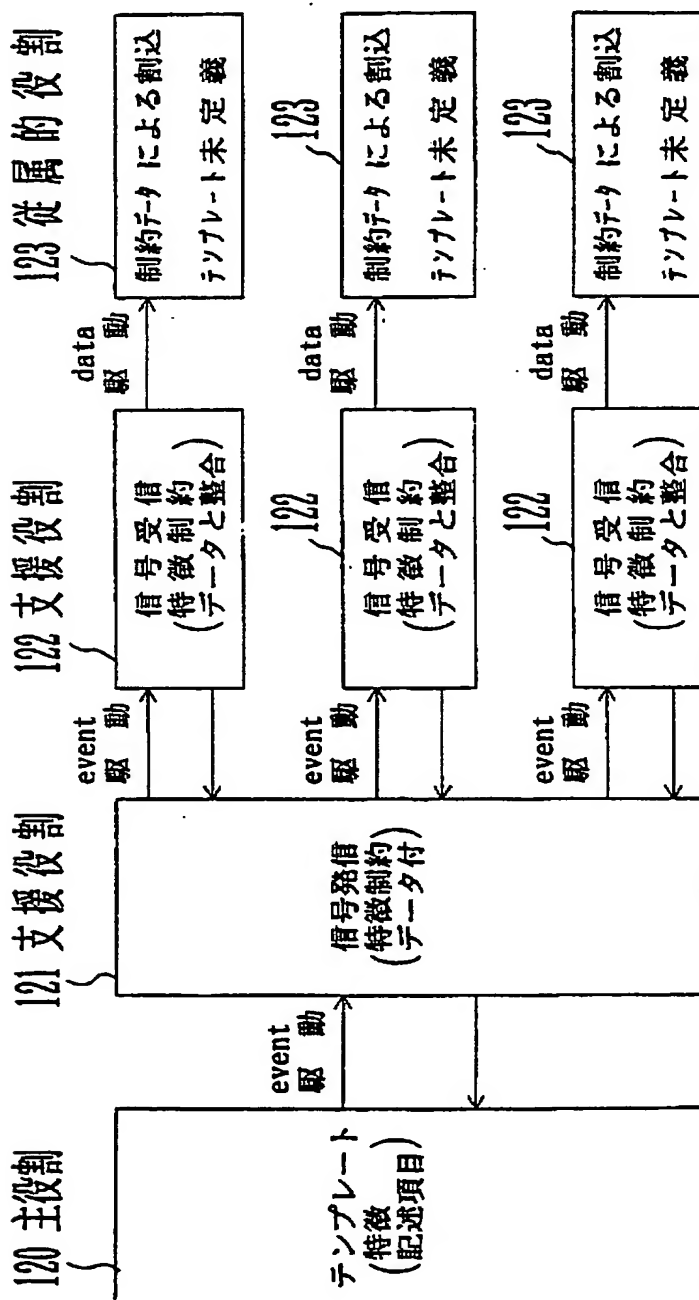 120 主役割
テンプレート
(特徴
記述項目)
event
駆動
121 支援役割
信号発信
(特徴制約
データ付)
event
駆動
event
駆動
event
駆動
122 支援役割
信号受信
(特徴制約
データと整合)
122
信号受信
(特徴制約
データと整合)
122
信号受信
(特徴制約
データと整合)
data
駆動
data
駆動
data
駆動
123 従属的役割
制約データによる割込
テンプレート未定義
123
制約データによる割込
テンプレート未定義
123
制約データによる割込
テンプレート未定義